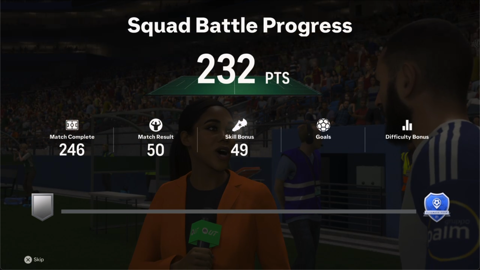 Squad Battle Progress
232 PTS
Match Complete
246
Match Result
50
Skill Bonus
49
Goals
Difficulty Bonus
Skip